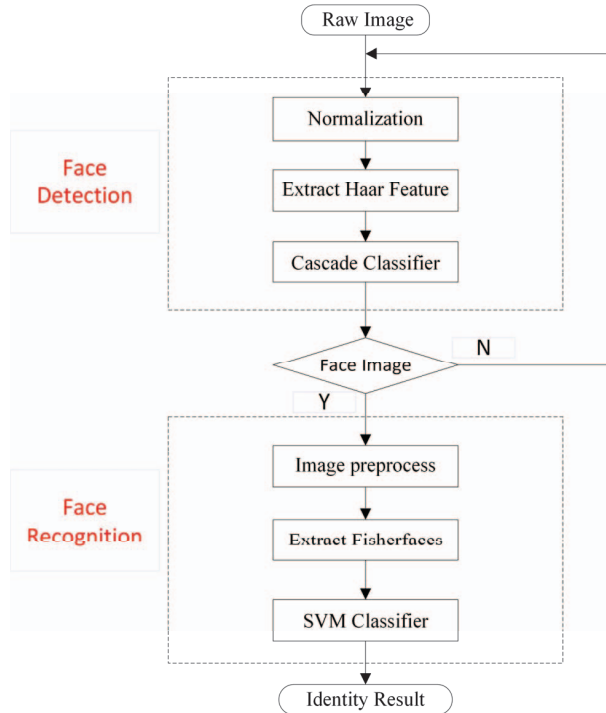 Raw Image
Normalization
Face
Detection
Extract Haar Feature
Cascade Classifier
Face Image
N
Y
Image preprocess
Face
Recognition
Extract Fisherfaces
SVM Classifier
Identity Result